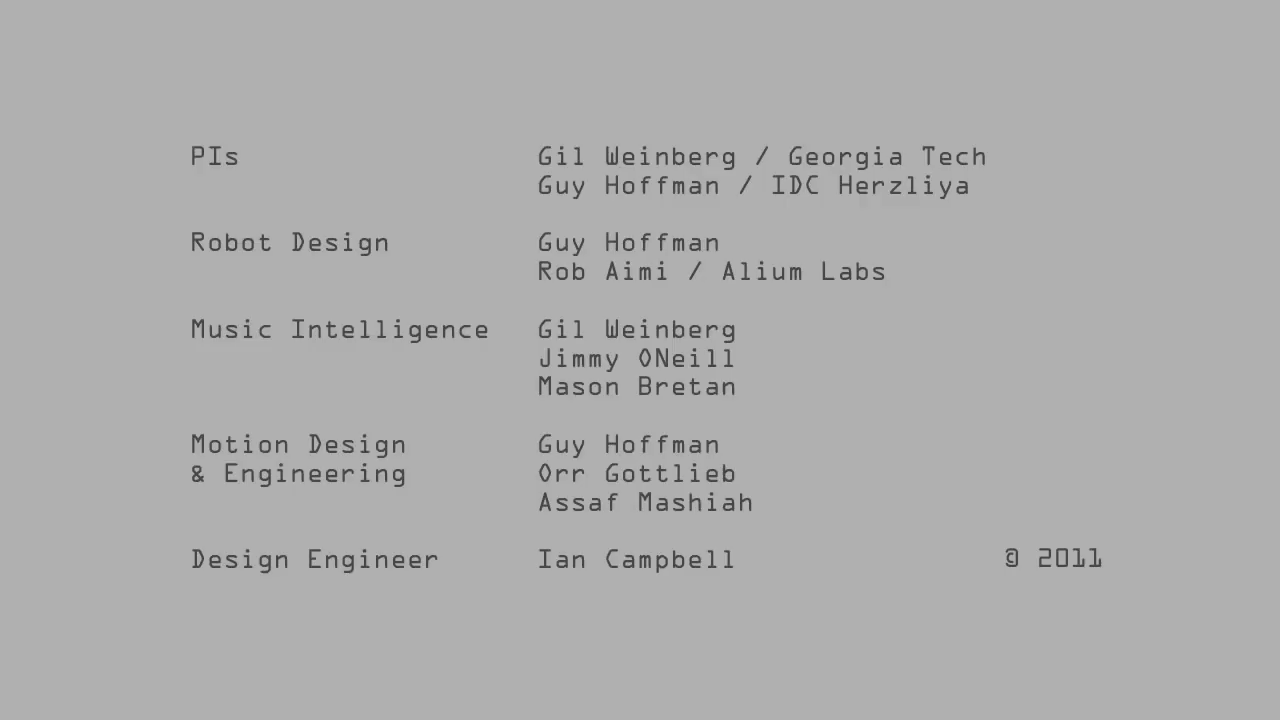 PIs Gil Weinberg / Georgia Tech
Guy Hoffman / IDC Herzliya
Robot Design Guy Hoffman
Rob Aimi / Alium Labs
Music Intelligence Gil Weinberg
Jimmy ONeill
Mason Bretan
Motion Design Guy Hoffman
& Engineering Orr Gottlieb
Assaf Mashiah
Design Engineer Ian Campbell © 2011